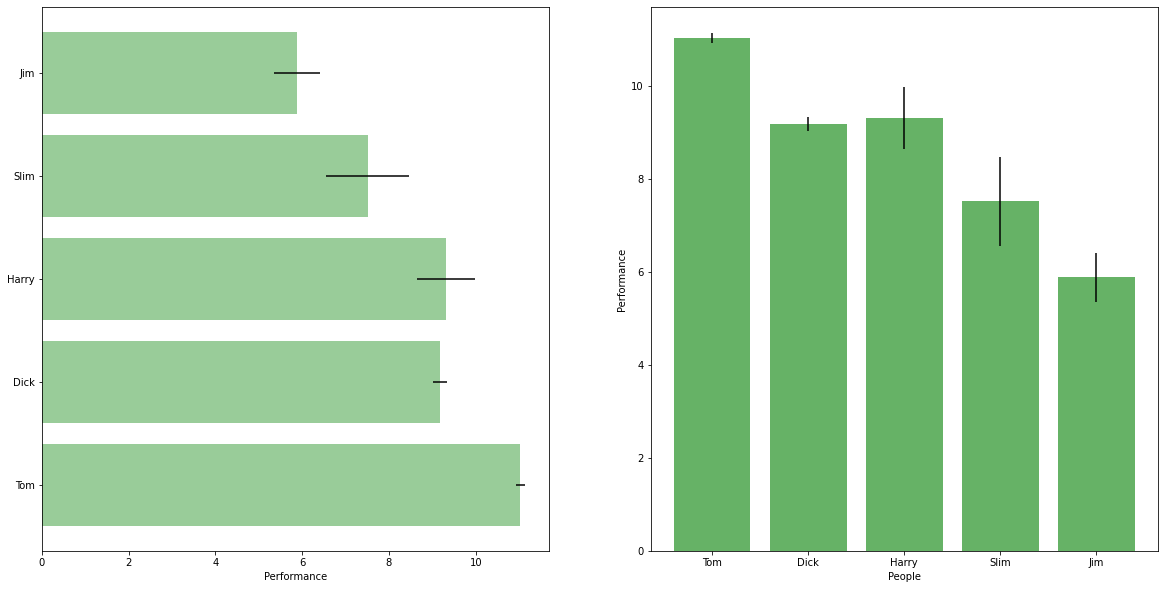 Jim
Slim
Harry
Dick
Tom
0 2 4 6 8 10
Performance
10
8
6
4
2
0
Performance
Tom Dick Harry Slim Jim
People